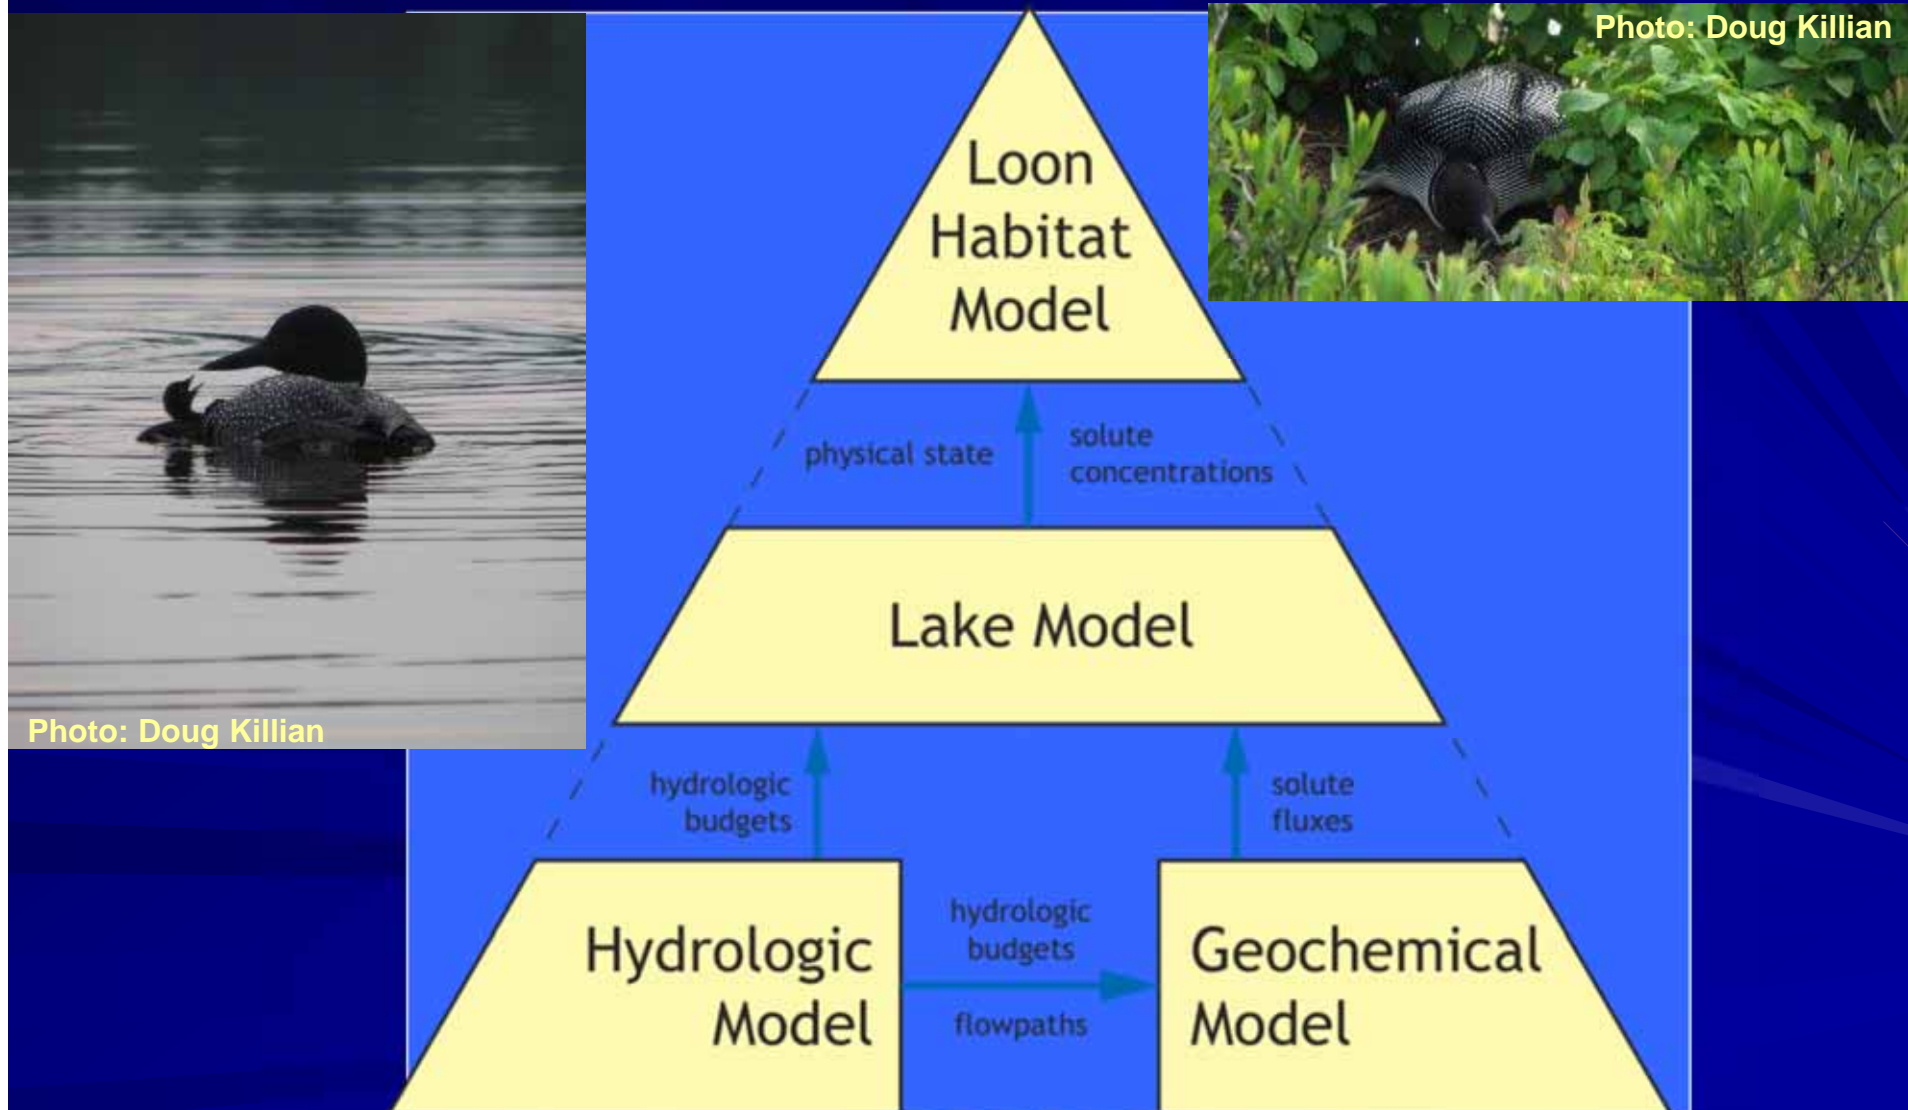 Photo: Doug Killian
Loon
Habitat
Model
physical state
solute
concentrations
Lake Model
Photo: Doug Killian
hydrologic
budgets
solute
fluxes
hydrologic
budgets
flowpaths
Hydrologic
Model
Geochemical
Model